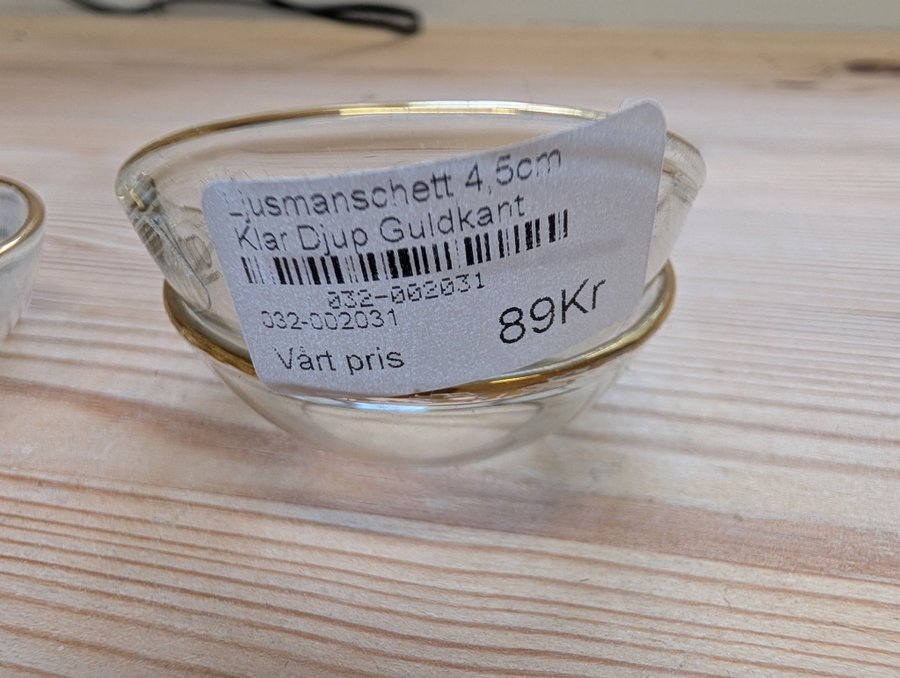 Ljusmanschett 4,5cm
Klar Djup Guldkant
032-002031
032-002031
Vårt pris 89Kr